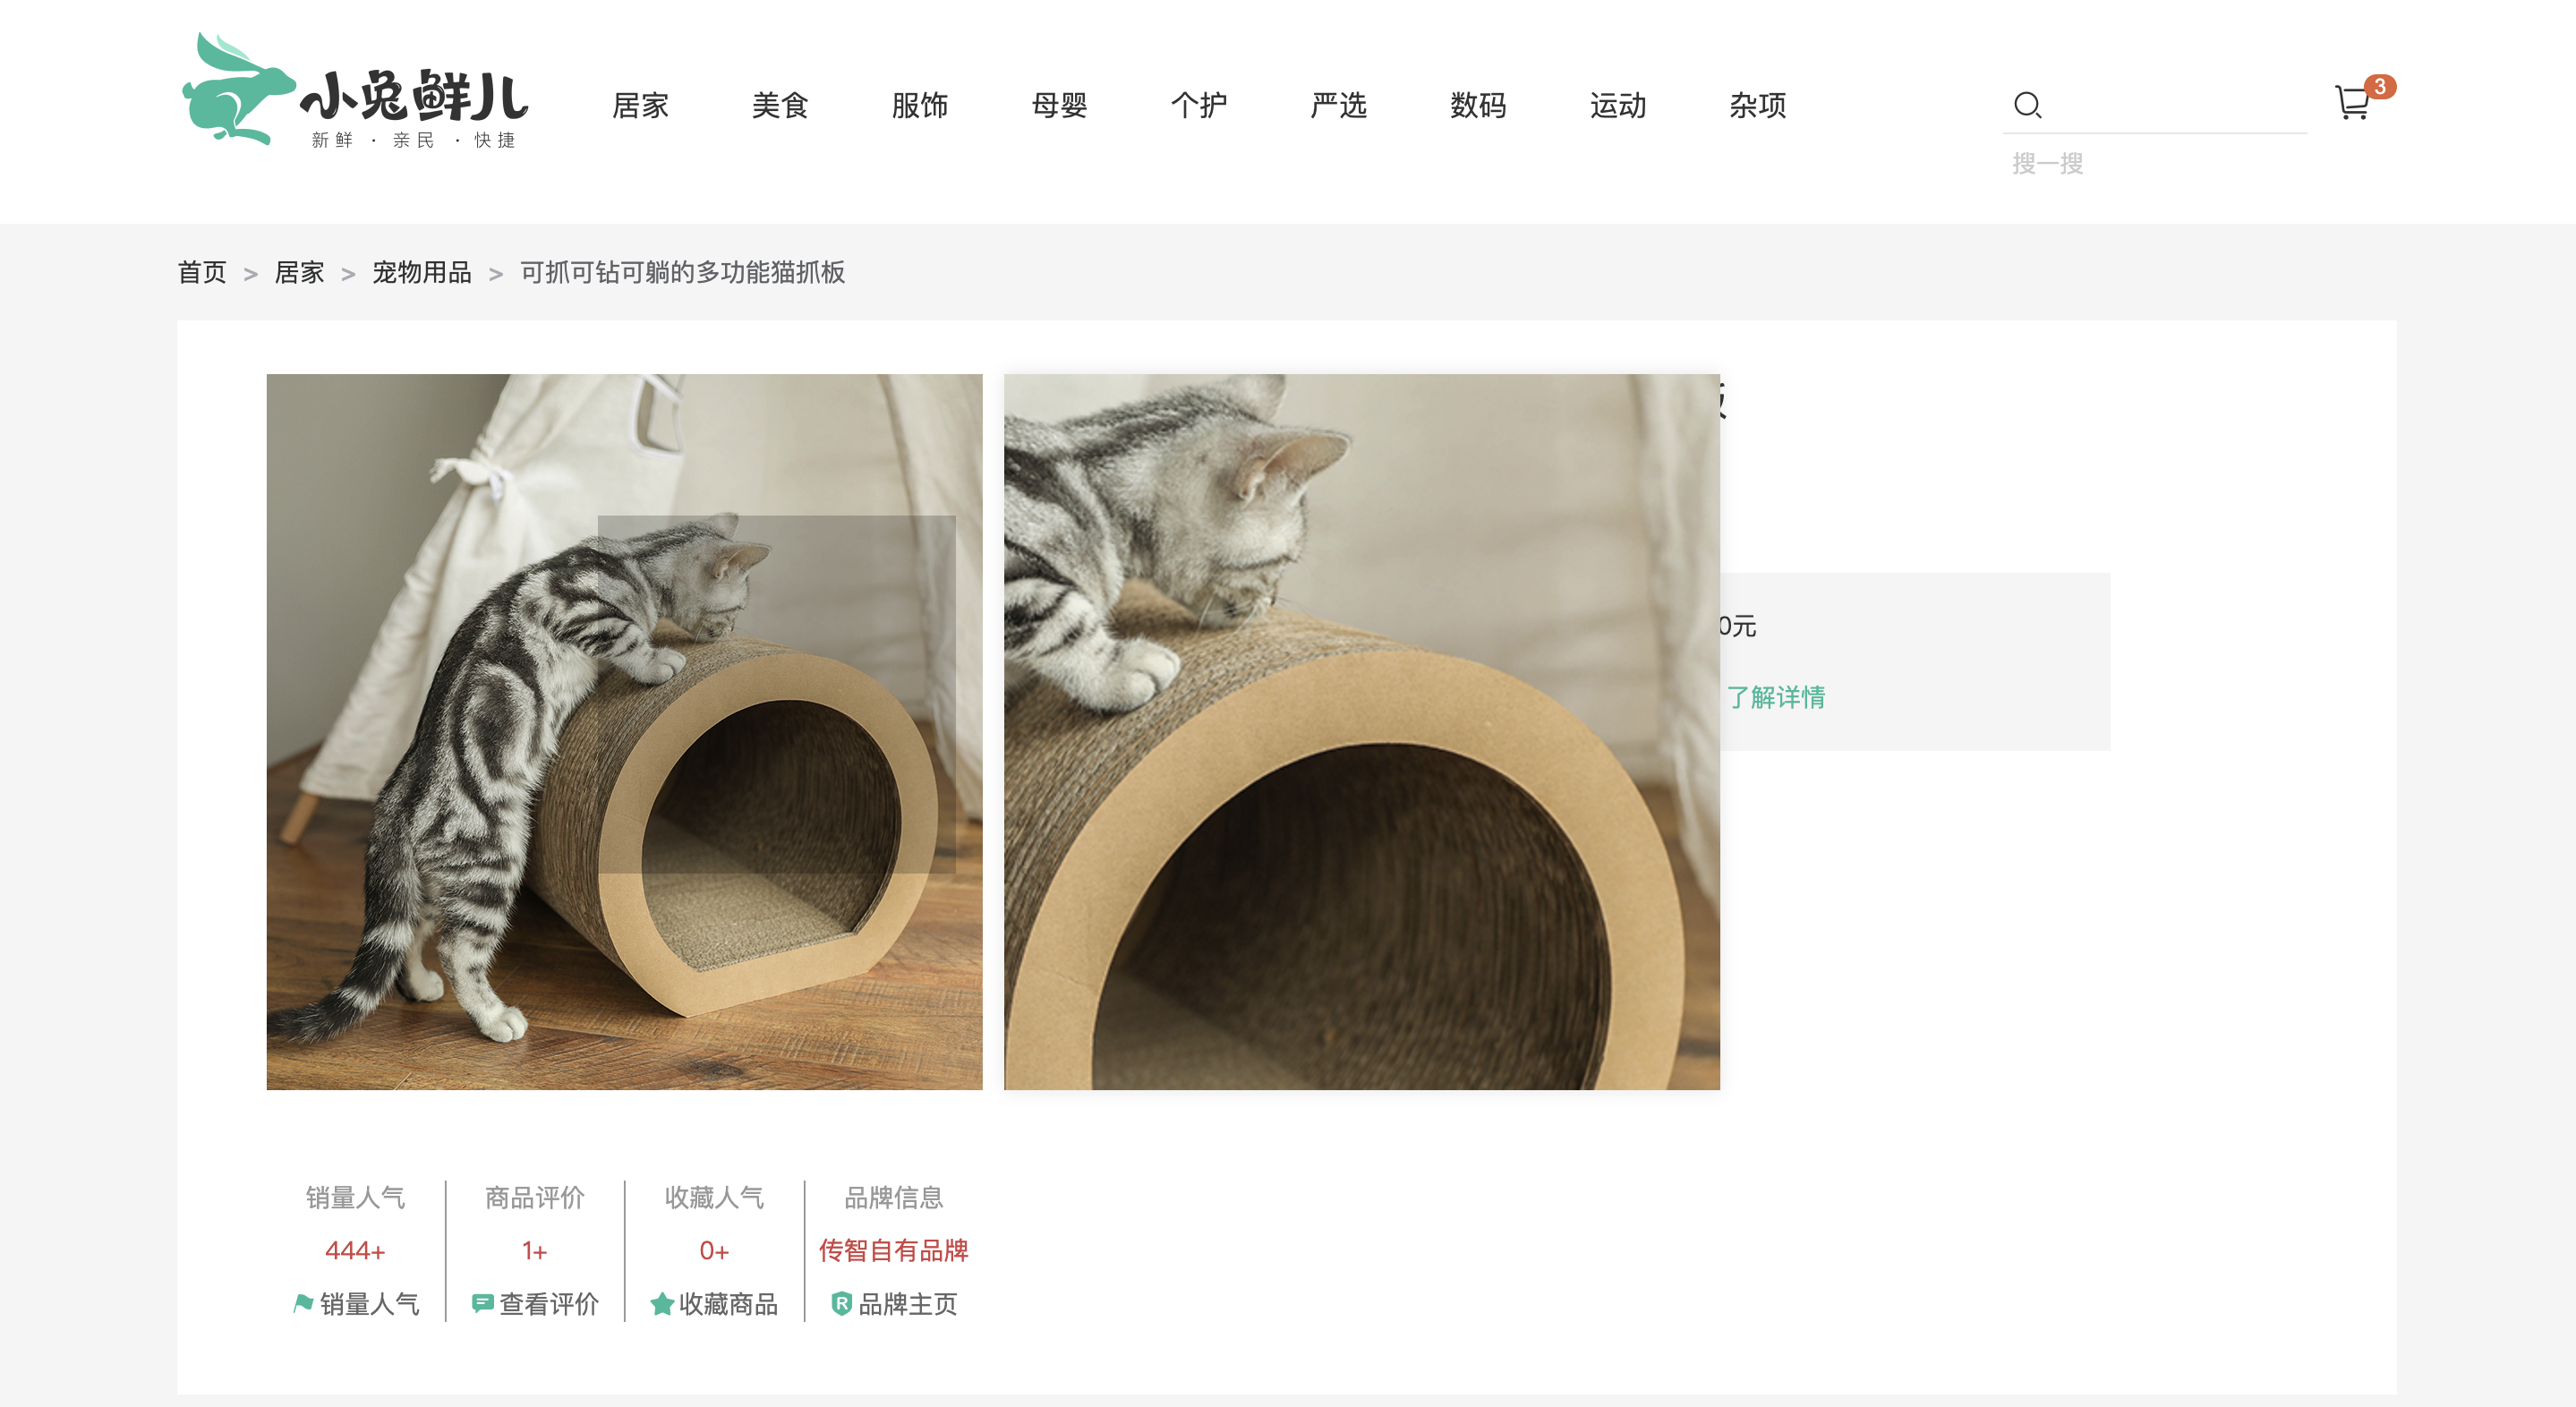 小兔鲜儿
新鲜 · 亲民 · 快捷
居家 美食 服饰 母婴 个护 严选 数码 运动 杂项
3
搜一搜
首页 > 居家 > 宠物用品 > 可抓可钻可躺的多功能猫抓板
0元
了解详情
销量人气 商品评价 收藏人气 品牌信息
444+ 1+ 0+ 传智自有品牌
销量人气 查看评价 收藏商品 R 品牌主页